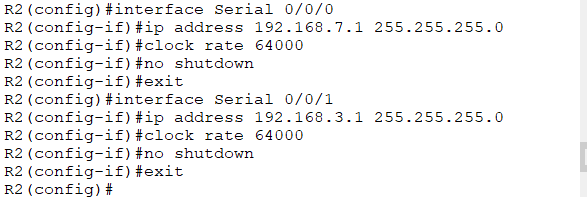 R2(config)#interface Serial 0/0/0
R2(config-if)#ip address 192.168.7.1 255.255.255.0
R2(config-if)#clock rate 64000
R2(config-if)#no shutdown
R2(config-if)#exit
R2(config)#interface Serial 0/0/1
R2(config-if)#ip address 192.168.3.1 255.255.255.0
R2(config-if)#clock rate 64000
R2(config-if)#no shutdown
R2(config-if)#exit
R2(config)#